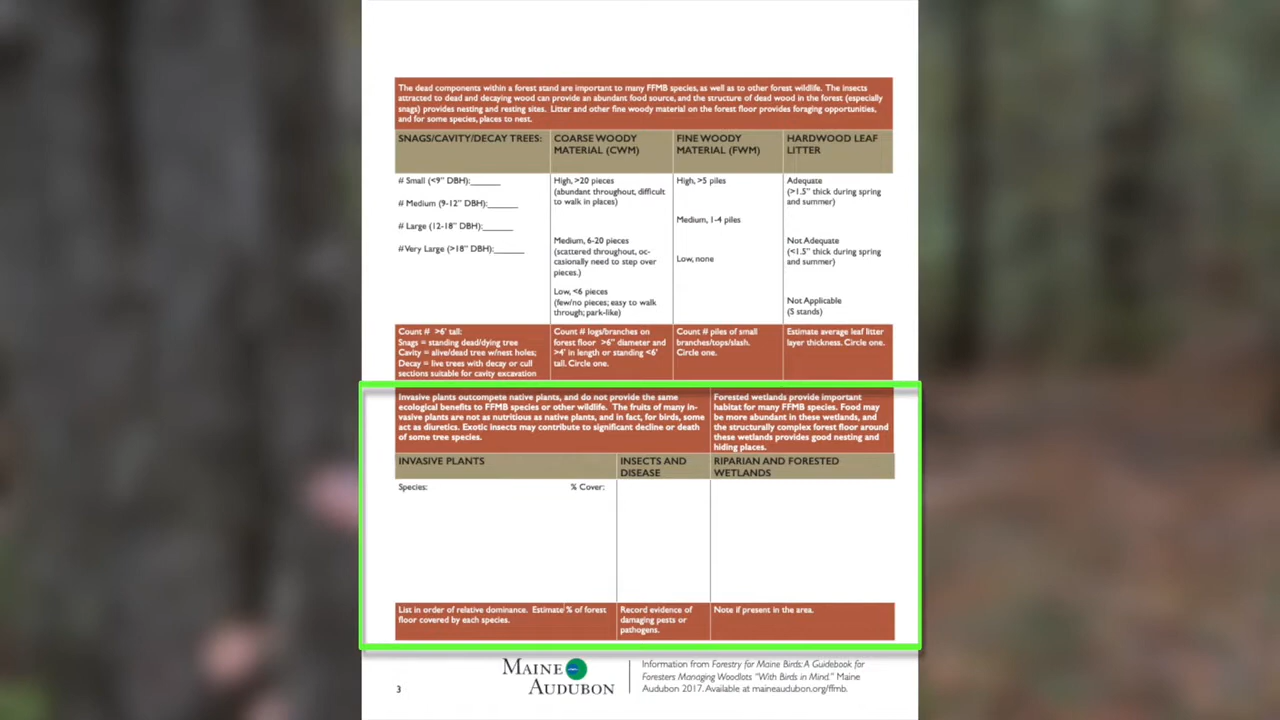 The dead components within a forest stand are important to many FFMB species, as well as to other forest wildlife. The insects
attracted to dead and decaying wood can provide an abundant food source, and the structure of dead wood in the forest (especially
snags) provides nesting and resting sites. Litter and other fine woody material on the forest floor provides foraging opportunities,
and for some species, places to nest.
SNAGS/CAVITY/DECAY TREES:
# Small (<9" DBH):______
# Medium (9-12" DBH):______
# Large (12-18" DBH):______
#Very Large (>18" DBH):______
Count # >6' tall:
Snags = standing dead/dying tree
Cavity = alive/dead tree w/nest holes;
Decay = live trees with decay or cull
sections suitable for cavity excavation
COARSE WOODY
MATERIAL (CWM)
High, >20 pieces
(abundant throughout, difficult
to walk in places)
Medium, 6-20 pieces
(scattered throughout, oc-
casionally need to step over
pieces.)
Low, <6 pieces
(few/no pieces; easy to walk
through; park-like)
Count # logs/branches on
forest floor >6" diameter and
>4' in length or standing <6'
tall. Circle one.
FINE WOODY
MATERIAL (FWM)
High, >5 piles
Medium, 1-4 piles
Low, none
Count # piles of small
branches/tops/slash.
Circle one.
HARDWOOD LEAF
LITTER
Adequate
(>1.5" thick during spring
and summer)
Not Adequate
(<1.5" thick during spring
and summer)
Not Applicable
(S stands)
Estimate average leaf litter
layer thickness. Circle one.
Invasive plants outcompete native plants, and do not provide the same
ecological benefits to FFMB species or other wildlife. The fruits of many in-
vasive plants are not as nutritious as native plants, and in fact, for birds, some
act as diuretics. Exotic insects may contribute to significant decline or death
of some tree species.
Forested wetlands provide important
habitat for many FFMB species. Food may
be more abundant in these wetlands, and
the structurally complex forest floor around
these wetlands provides good nesting and
hiding places.
INVASIVE PLANTS
Species: % Cover:
List in order of relative dominance. Estimate % of forest
floor covered by each species.
INSECTS AND
DISEASE
Record evidence of
damaging pests or
pathogens.
RIPARIAN AND FORESTED
WETLANDS
Note if present in the area.
3
MAINE
AUDUBON
Information from Forestry for Maine Birds: A Guidebook for
Foresters Managing Woodlots "With Birds in Mind." Maine
Audubon 2017. Available at maineaudubon.org/ffmb.